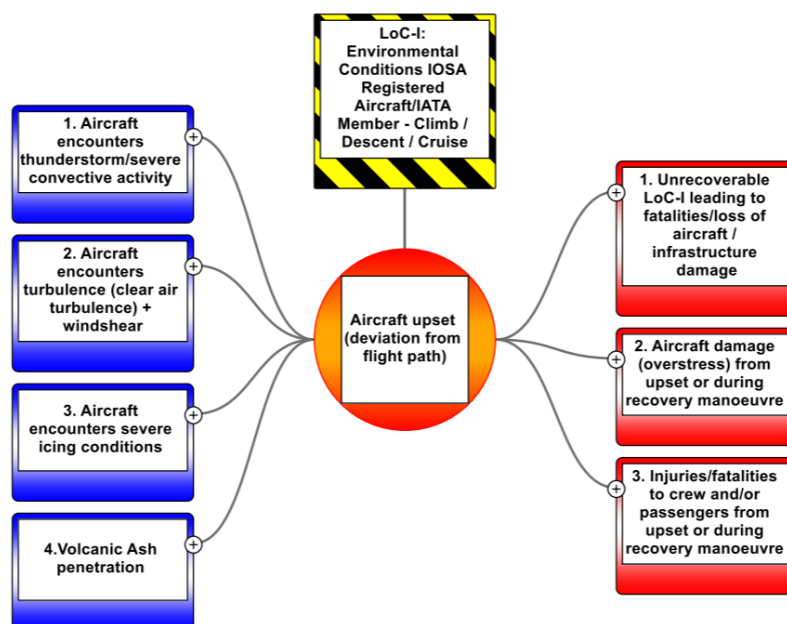 LoC-I:
Environmental
Conditions IOSA
Registered
Aircraft/IATA
Member - Climb /
Descent / Cruise
1. Aircraft
encounters
thunderstorm/severe
convective activity
2. Aircraft
encounters
turbulence (clear air
turbulence) +
windshear
3. Aircraft
encounters severe
icing conditions
4.Volcanic Ash
penetration
Aircraft upset
(deviation from
flight path)
1. Unrecoverable
LoC-I leading to
fatalities/loss of
aircraft /
infrastructure
damage
2. Aircraft damage
(overstress) from
upset or during
recovery manoeuvre
3. Injuries/fatalities
to crew and/or
passengers from
upset or during
recovery manoeuvre